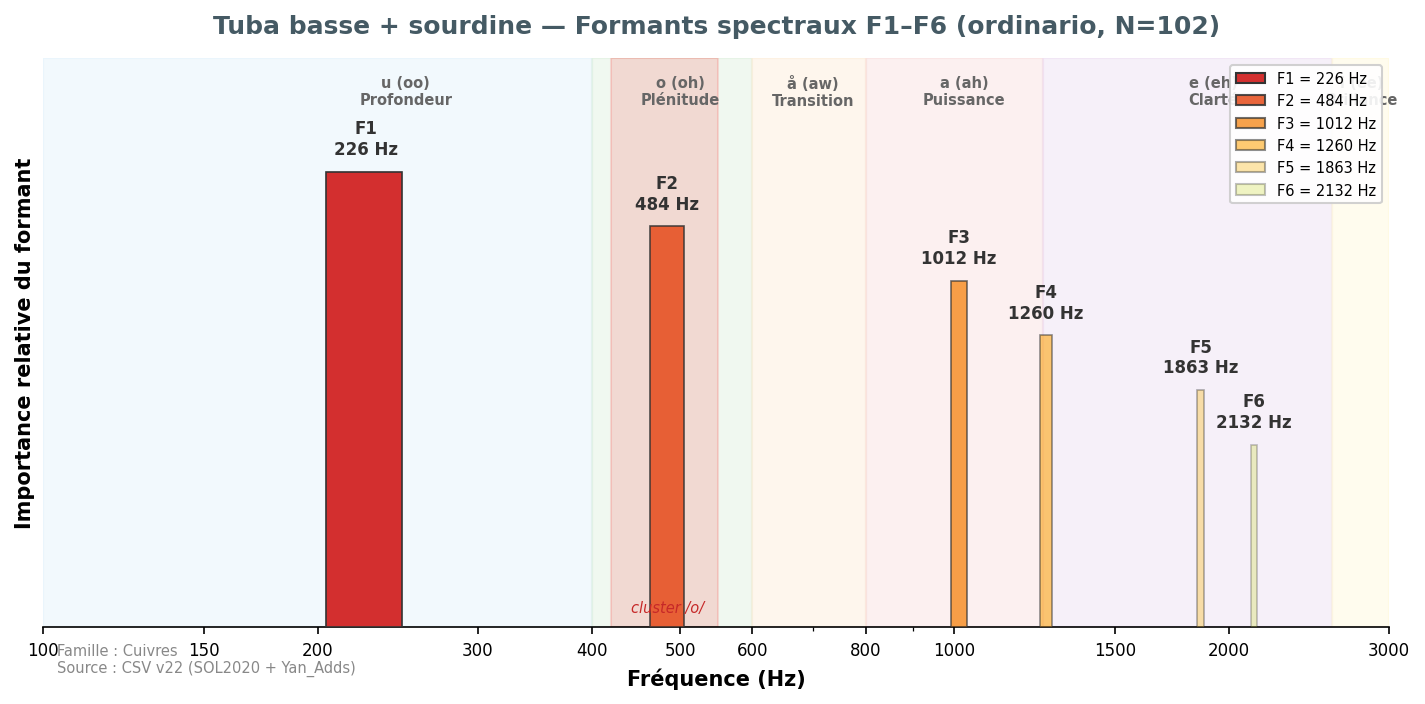 Tuba basse + sourdine — Formants spectraux F1–F6 (ordinario, N=102)
u (oo)
Profondeur
o (oh)
Plénitude
å (aw)
Transition
a (ah)
Puissance
e (eh
Clart
F1 = 226 Hz
F2 = 484 Hz
F3 = 1012 Hz
F4 = 1260 Hz
F5 = 1863 Hz
F6 = 2132 Hz
F1
226 Hz
F2
484 Hz
F3
1012 Hz
F4
1260 Hz
F5
1863 Hz
F6
2132 Hz
cluster /o/
Importance relative du formant
100 150 200 300 400 500 600 800 1000 1500 2000 3000
Fréquence (Hz)
Famille : Cuivres
Source : CSV v22 (SOL2020 + Yan_Adds)